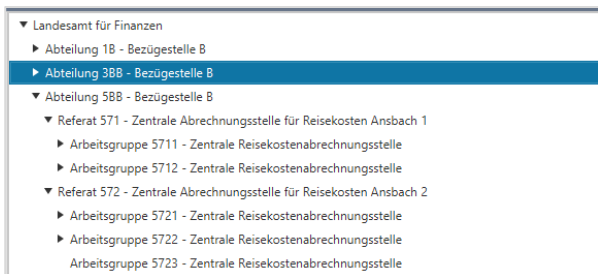 Landesamt für Finanzen
Abteilung 1B - Bezügestelle B
Abteilung 3BB - Bezügestelle B
Abteilung 5BB - Bezügestelle B
Referat 571 - Zentrale Abrechnungsstelle für Reisekosten Ansbach 1
Arbeitsgruppe 5711 - Zentrale Reisekostenabrechnungsstelle
Arbeitsgruppe 5712 - Zentrale Reisekostenabrechnungsstelle
Referat 572 - Zentrale Abrechnungsstelle für Reisekosten Ansbach 2
Arbeitsgruppe 5721 - Zentrale Reisekostenabrechnungsstelle
Arbeitsgruppe 5722 - Zentrale Reisekostenabrechnungsstelle
Arbeitsgruppe 5723 - Zentrale Reisekostenabrechnungsstelle